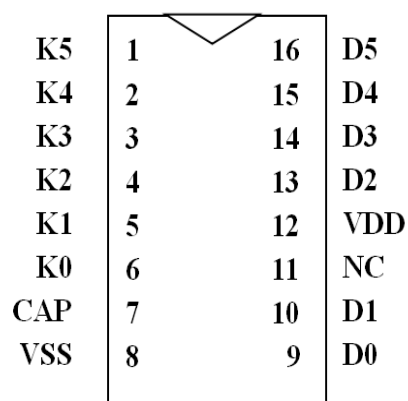 K5 1 16 D5
K4 2 15 D4
K3 3 14 D3
K2 4 13 D2
K1 5 12 VDD
K0 6 11 NC
CAP 7 10 D1
VSS 8 9 D0